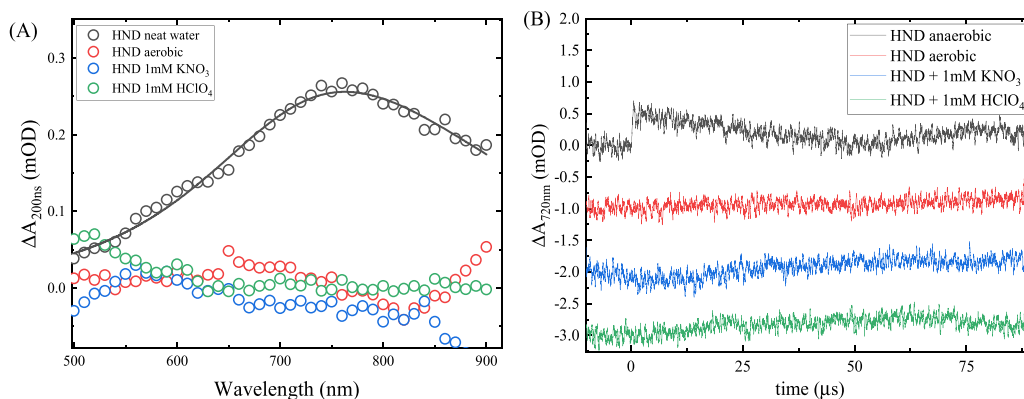 (A)
HND neat water
HND aerobic
HND 1mM KNO₃
HND 1mM HClO₄
0.3
0.2
0.1
0.0
ΔA₂₀₀ₙₛ (mOD)
500
600
700
800
900
Wavelength (nm)
(B)
HND anaerobic
HND aerobic
HND + 1mM KNO₃
HND + 1mM HClO₄
2.0
1.5
1.0
0.5
0.0
-0.5
-1.0
-1.5
-2.0
-2.5
-3.0
ΔA₇₂₀ₙₘ (mOD)
0
25
50
75
time (μs)